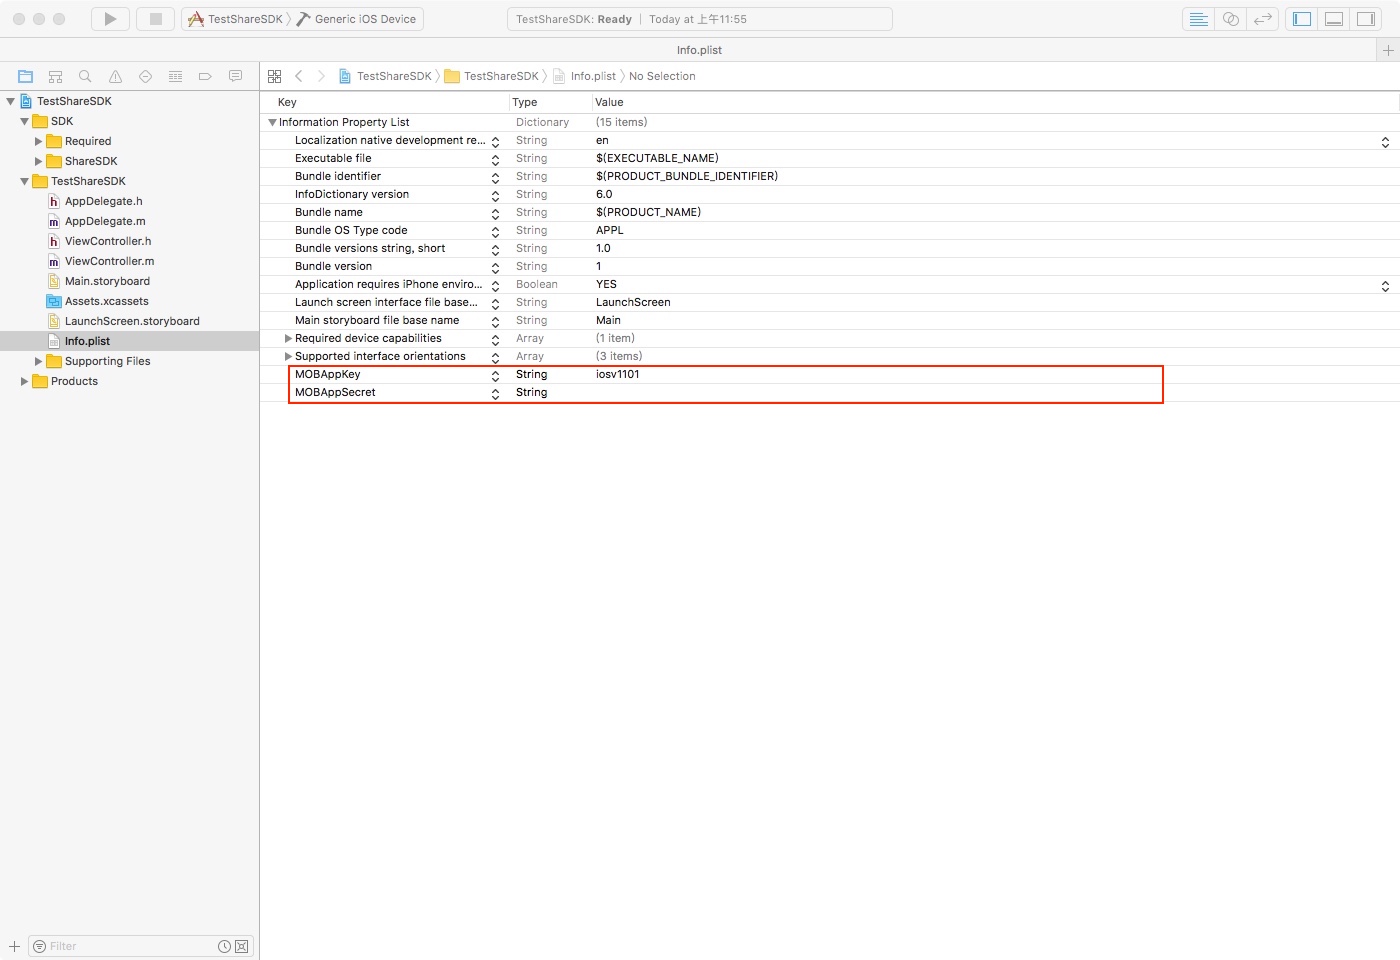 TestShareSDK Generic iOS Device
TestShareSDK: Ready | Today at 上午11:55
Info.plist
TestShareSDK TestShareSDK Info.plist No Selection
TestShareSDK
SDK
Required
ShareSDK
TestShareSDK
h AppDelegate.h
m AppDelegate.m
h ViewController.h
m ViewController.m
Main.storyboard
Assets.xcassets
LaunchScreen.storyboard
Info.plist
Supporting Files
Products
Filter
Key Type Value
Information Property List Dictionary (15 items)
Localization native development re... String en
Executable file String $(EXECUTABLE_NAME)
Bundle identifier String $(PRODUCT_BUNDLE_IDENTIFIER)
InfoDictionary version String 6.0
Bundle name String $(PRODUCT_NAME)
Bundle OS Type code String APPL
Bundle versions string, short String 1.0
Bundle version String 1
Application requires iPhone enviro... Boolean YES
Launch screen interface file base... String LaunchScreen
Main storyboard file base name String Main
Required device capabilities Array (1 item)
Supported interface orientations Array (3 items)
MOBAppKey String iosv1101
MOBAppSecret String